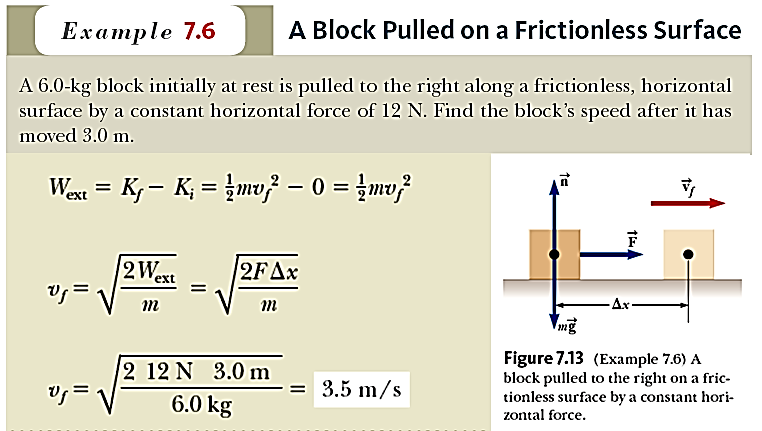 Example 7.6 A Block Pulled on a Frictionless Surface
A 6.0-kg block initially at rest is pulled to the right along a frictionless, horizontal
surface by a constant horizontal force of 12 N. Find the block's speed after it has
moved 3.0 m.
W_ext = K_f − K_i = ½mv_f² − 0 = ½mv_f²
v_f = √(2W_ext / m) = √(2FΔx / m)
v_f = √(2 12 N 3.0 m / 6.0 kg) = 3.5 m/s
n⃗
v⃗_f
F⃗
Δx
mg⃗
Figure 7.13 (Example 7.6) A
block pulled to the right on a fric-
tionless surface by a constant hori-
zontal force.